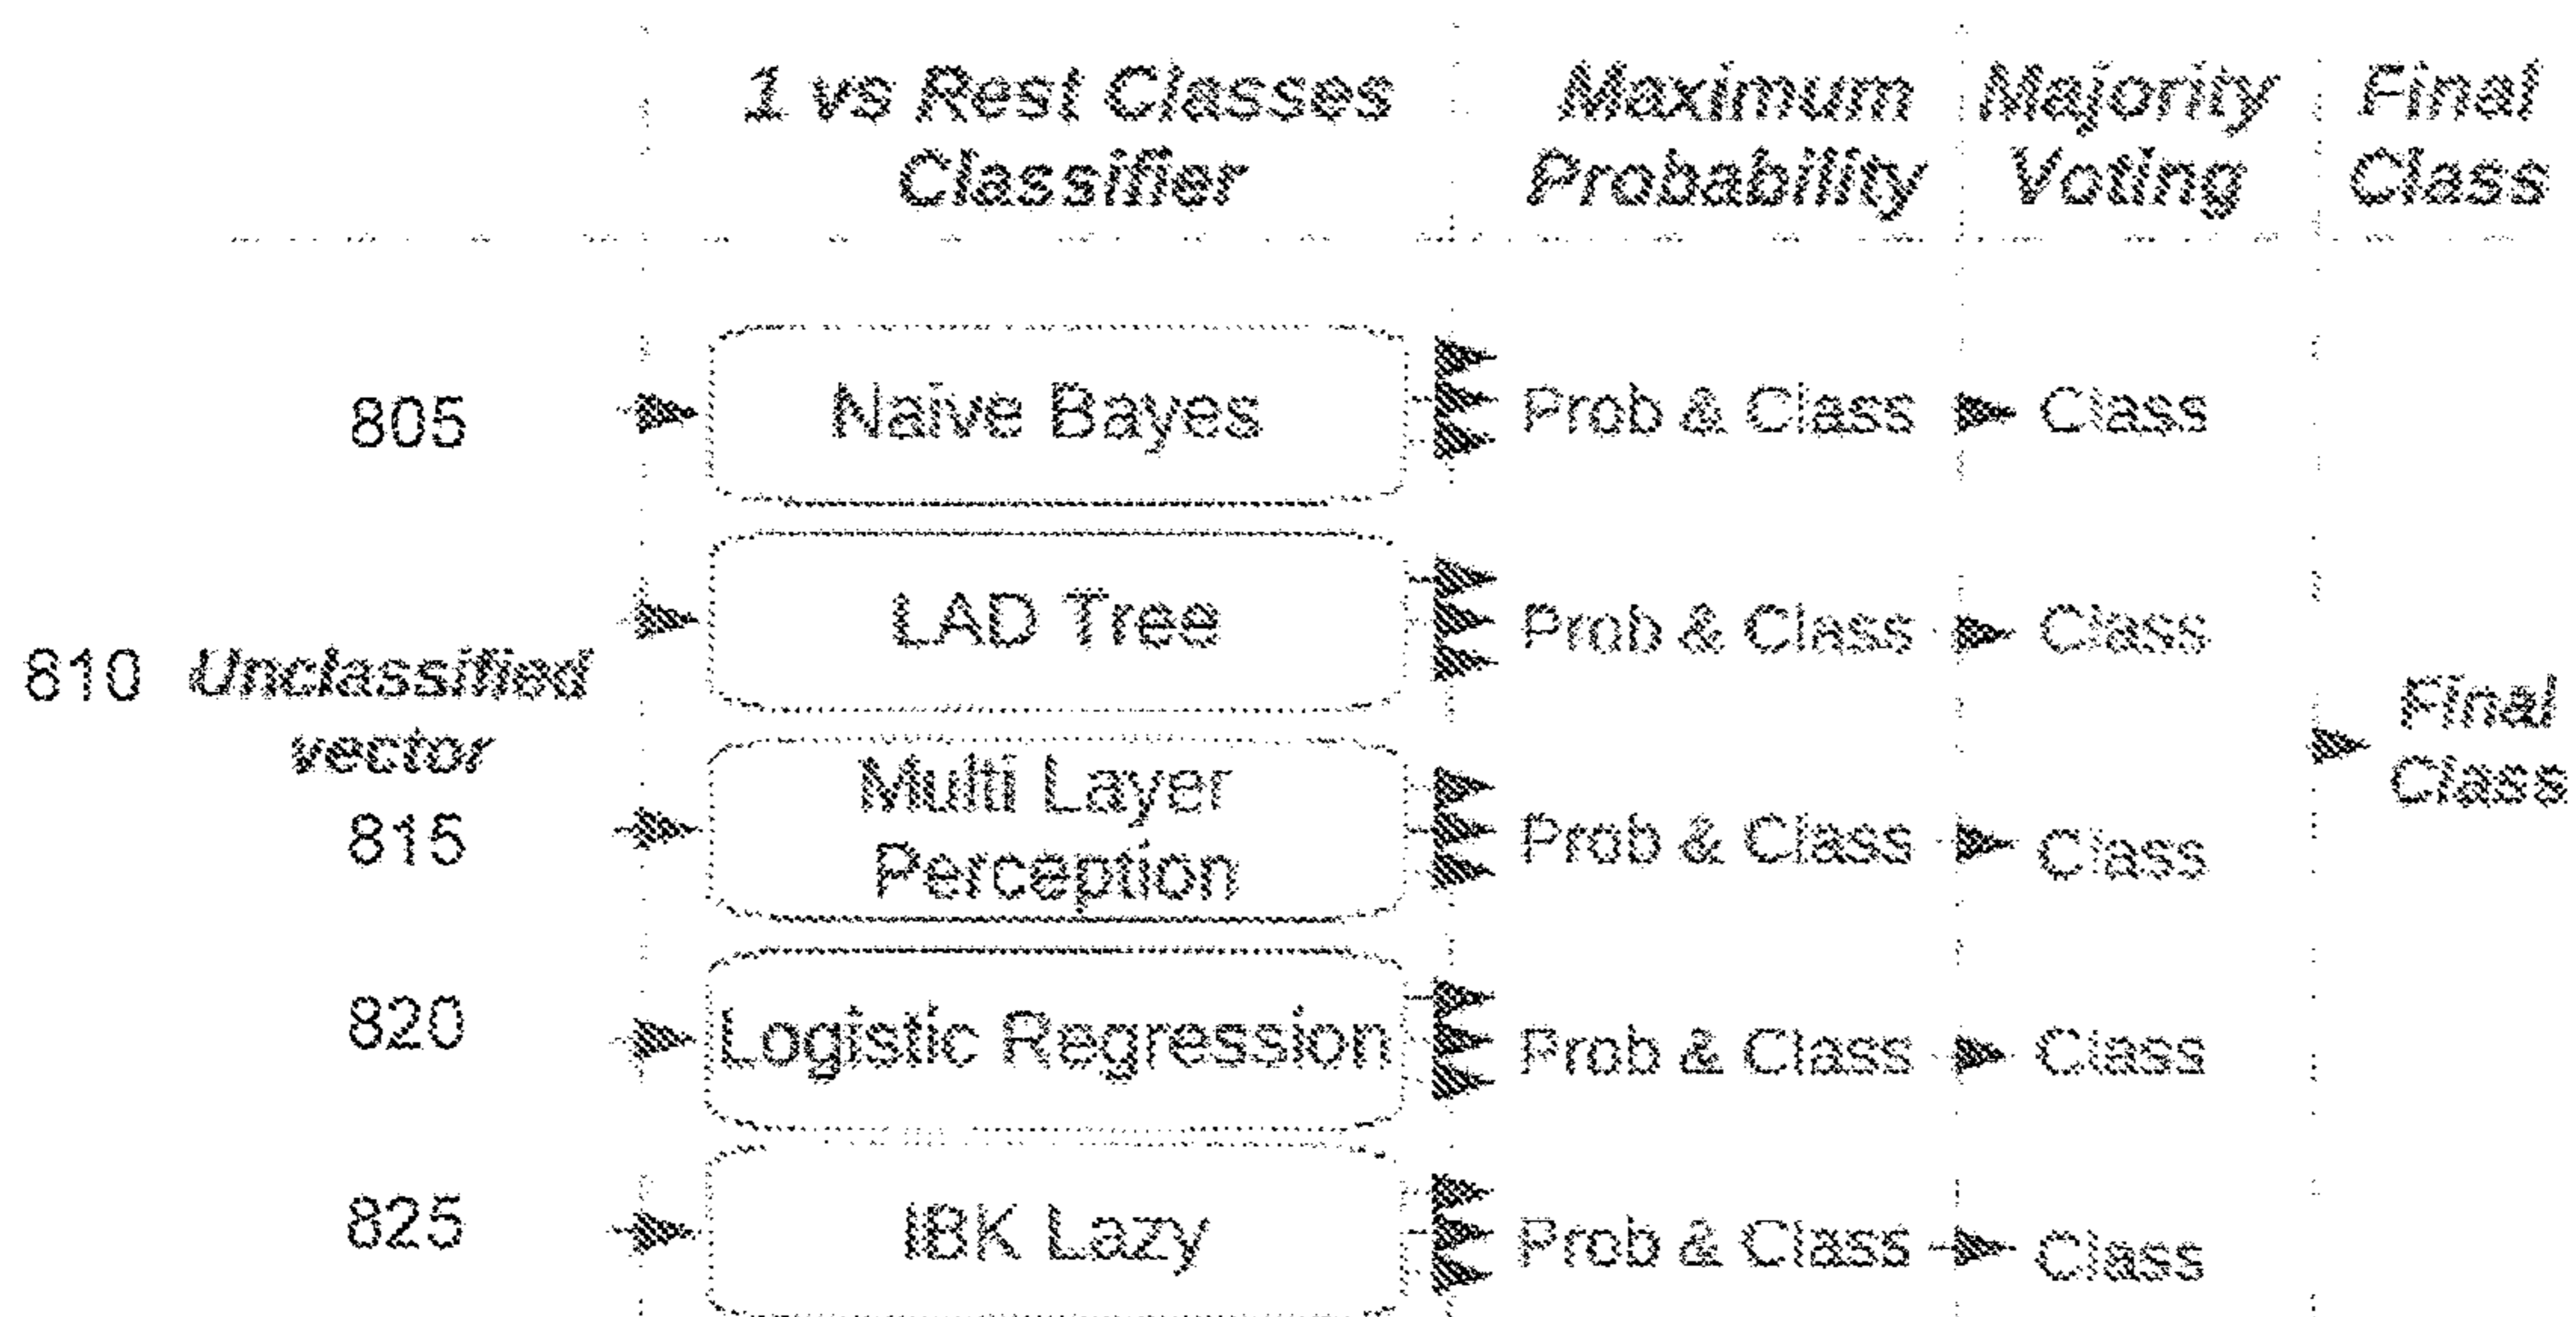 1 vs Rest Classes Classifier
Maximum Probability
Majority Voting
Final Class
805
Naive Bayes
Prob & Class
Class
LAD Tree
Prob & Class
Class
810 Unclassified vector
Final Class
815
Multi Layer Perception
Prob & Class
Class
820
Logistic Regression
Prob & Class
Class
825
IBK Lazy
Prob & Class
Class